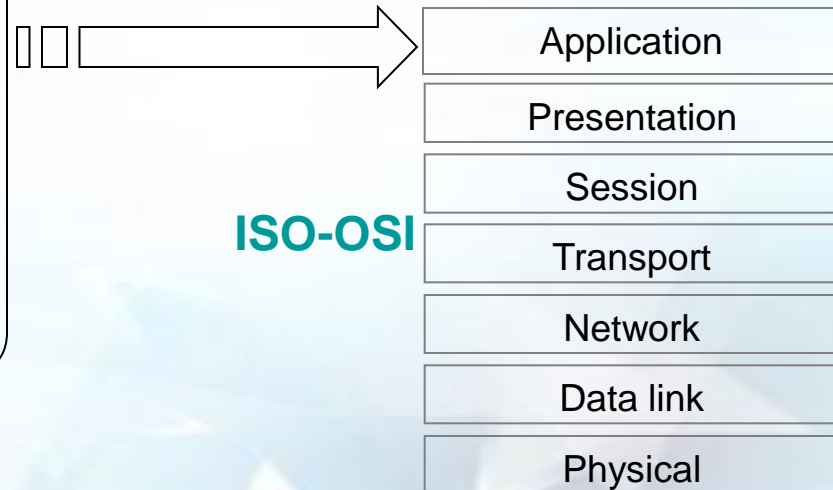 Application
Presentation
Session
ISO-OSI
Transport
Network
Data link
Physical